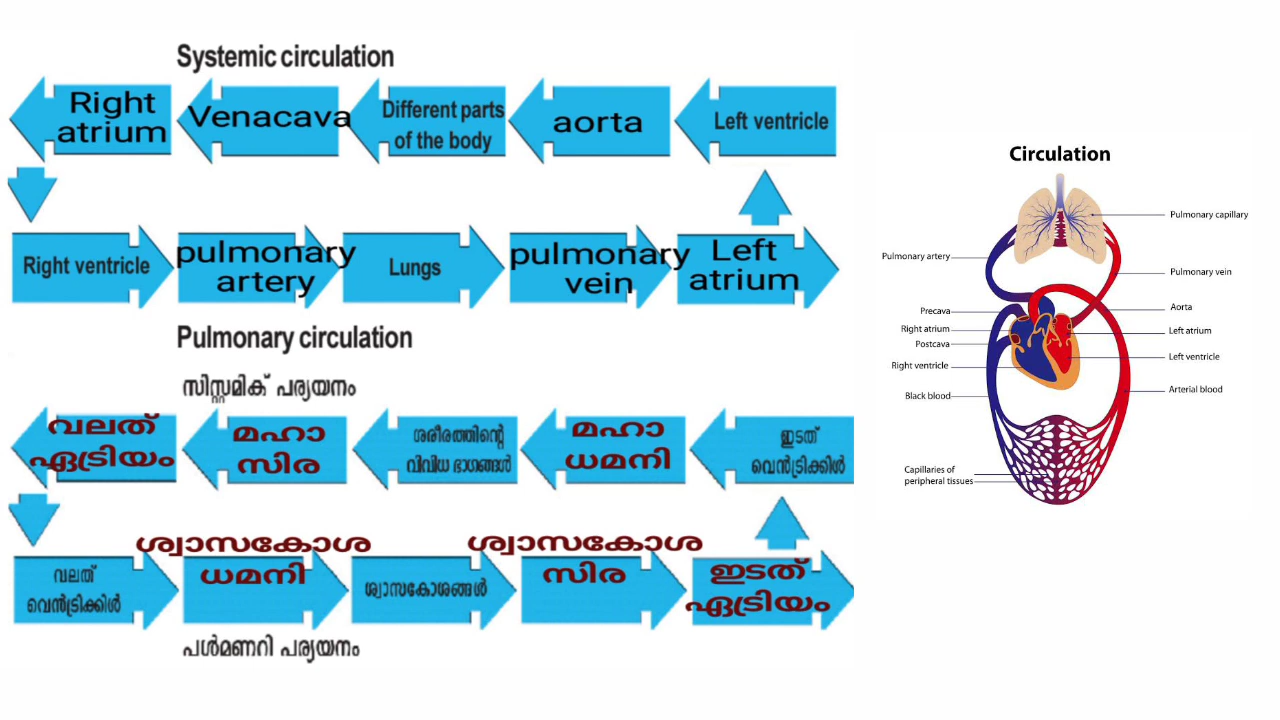 Systemic circulation
Right
atrium
Venacava
Different parts
of the body
aorta
Left ventricle
Right ventricle
pulmonary
artery
Lungs
pulmonary
vein
Left
atrium
Pulmonary circulation
സിസ്റ്റമിക് പര്യയനം
വലത്
ഏട്രിയം
മഹാ
സിര
ശരീരത്തിന്റെ
വിവിധ ഭാഗങ്ങൾ
മഹാ
ധമനി
ഇടത്
വെൻട്രിക്കിൾ
വലത്
വെൻട്രിക്കിൾ
ശ്വാസകോശ
ധമനി
ശ്വാസകോശങ്ങൾ
ശ്വാസകോശ
സിര
ഇടത്
ഏട്രിയം
പൾമണറി പര്യയനം
Circulation
Pulmonary capillary
Pulmonary artery
Pulmonary vein
Precava
Aorta
Right atrium
Left atrium
Postcava
Left ventricle
Right ventricle
Black blood
Arterial blood
Capillaries of
peripheral tissues